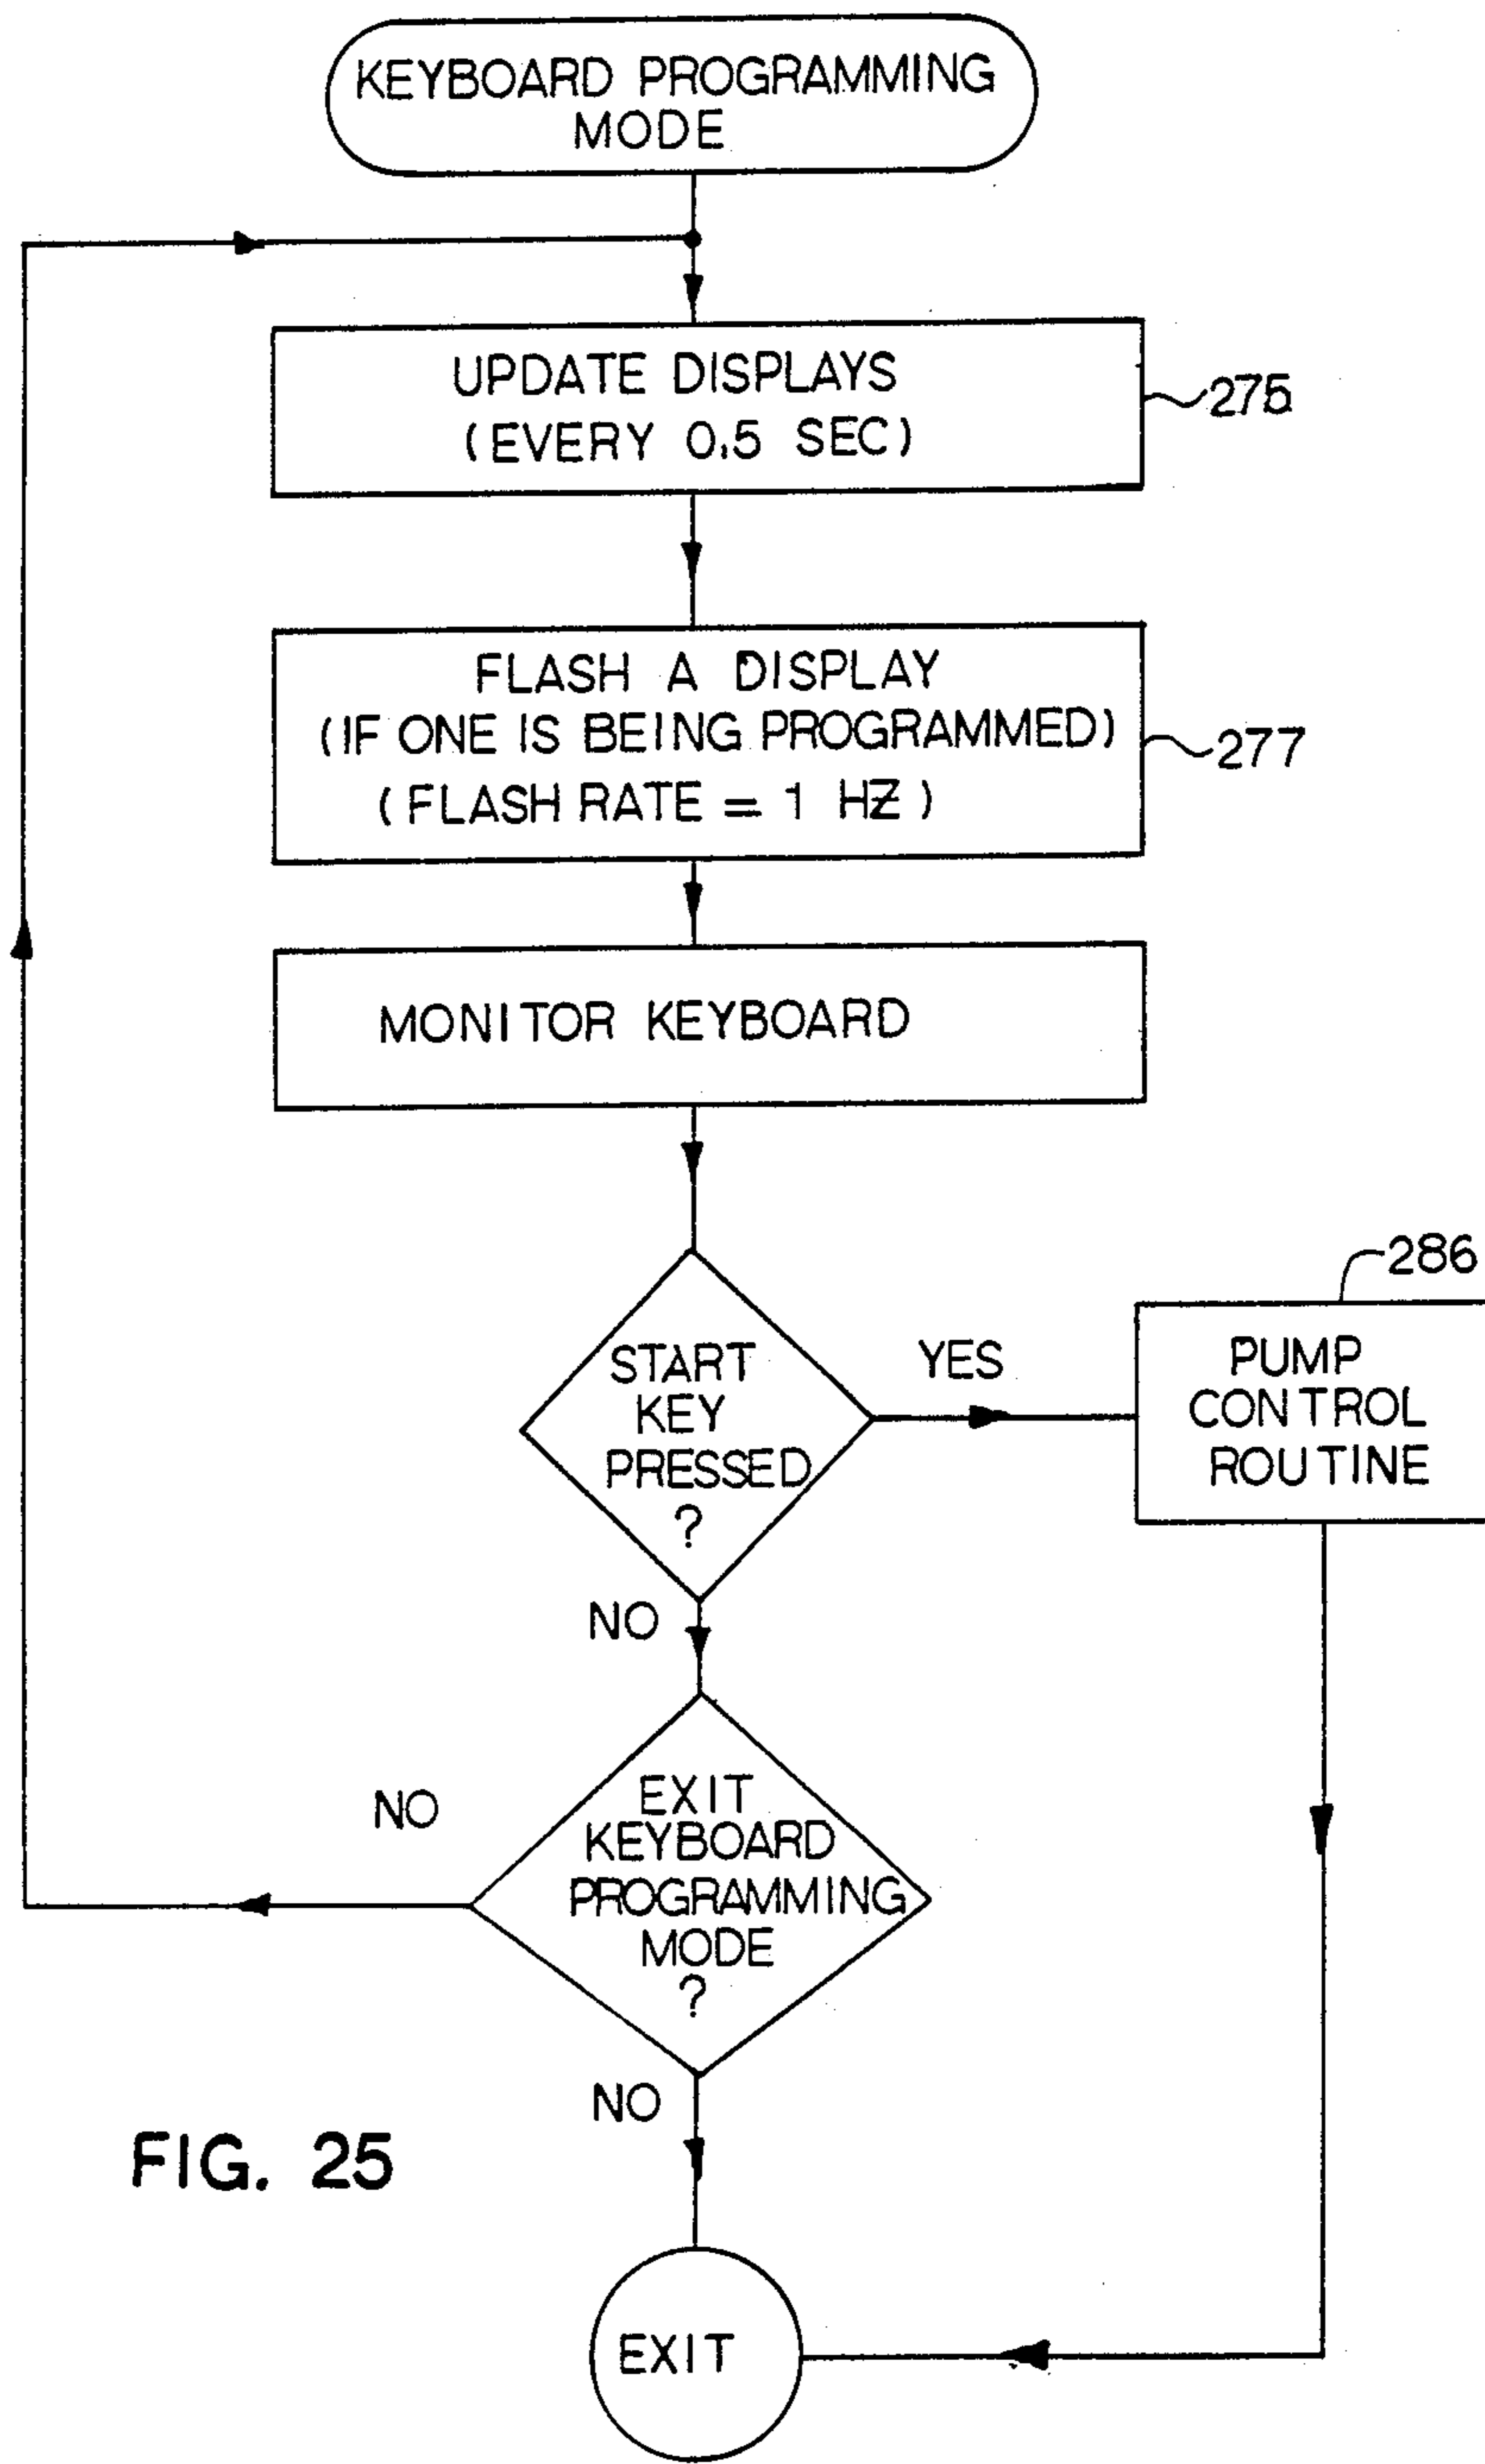 KEYBOARD PROGRAMMING
MODE
UPDATE DISPLAYS
(EVERY 0.5 SEC)
275
FLASH A DISPLAY
(IF ONE IS BEING PROGRAMMED)
(FLASH RATE = 1 HZ)
277
MONITOR KEYBOARD
286
START
KEY
PRESSED
?
YES
PUMP
CONTROL
ROUTINE
NO
NO
EXIT
KEYBOARD
PROGRAMMING
MODE
?
NO
FIG. 25
EXIT